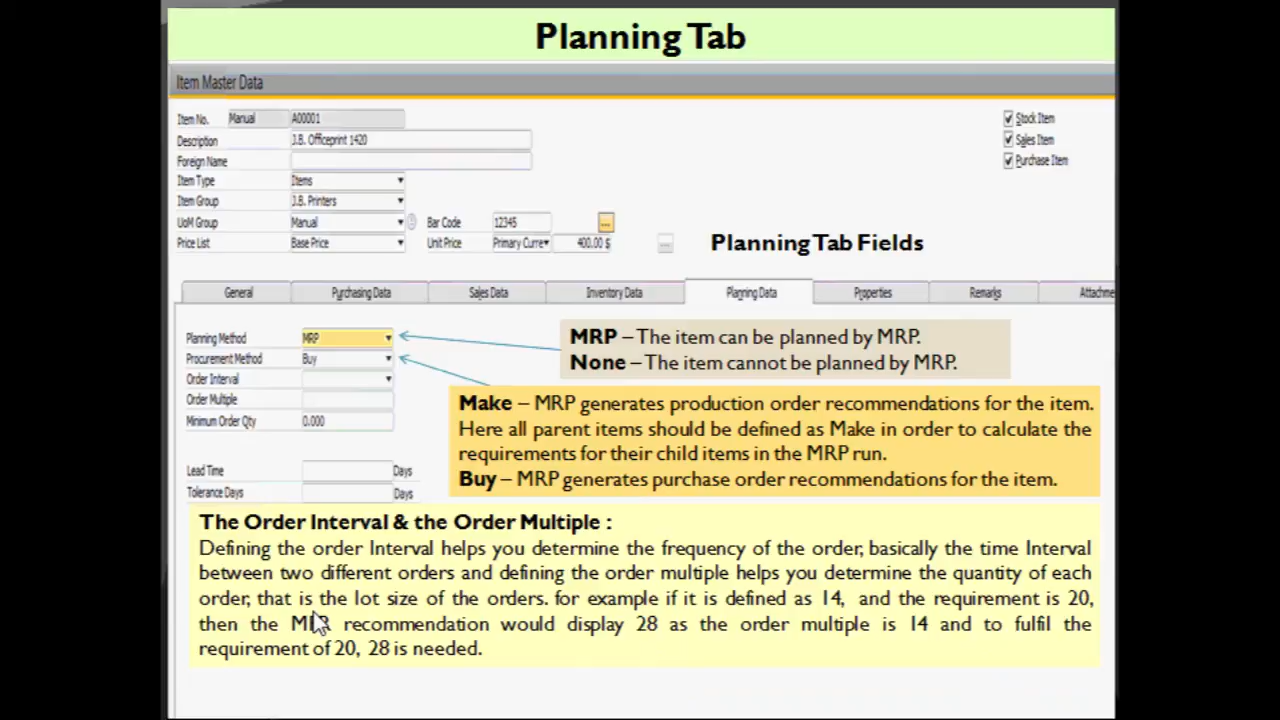 Planning Tab
Item Master Data
Item No. Manual A00001
Stock Item
Description J.B. Officeprint 1420
Sales Item
Foreign Name
Purchase Item
Item Type Items
Item Group J.B. Printers
UoM Group Manual Bar Code 12345 ...
Price List Base Price Unit Price Primary Curre 400.00 $ ...
Planning Tab Fields
General Purchasing Data Sales Data Inventory Data Planning Data Properties Remarks Attachme
Planning Method MRP
Procurement Method Buy
Order Interval
Order Multiple
Minimum Order Qty 0.000
Lead Time Days
Tolerance Days Days
MRP – The item can be planned by MRP.
None – The item cannot be planned by MRP.
Make – MRP generates production order recommendations for the item.
Here all parent items should be defined as Make in order to calculate the
requirements for their child items in the MRP run.
Buy – MRP generates purchase order recommendations for the item.
The Order Interval & the Order Multiple :
Defining the order Interval helps you determine the frequency of the order, basically the time Interval
between two different orders and defining the order multiple helps you determine the quantity of each
order, that is the lot size of the orders. for example if it is defined as 14, and the requirement is 20,
then the MRP recommendation would display 28 as the order multiple is 14 and to fulfil the
requirement of 20, 28 is needed.